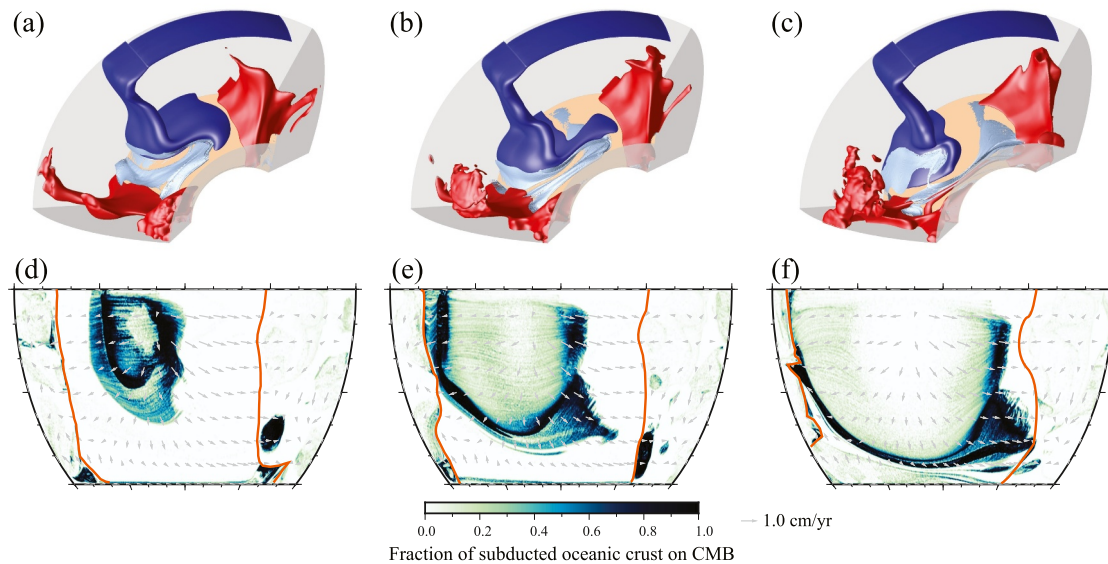 (a)
(b)
(c)
(d)
(e)
(f)
0.0 0.2 0.4 0.6 0.8 1.0
1.0 cm/yr
Fraction of subducted oceanic crust on CMB